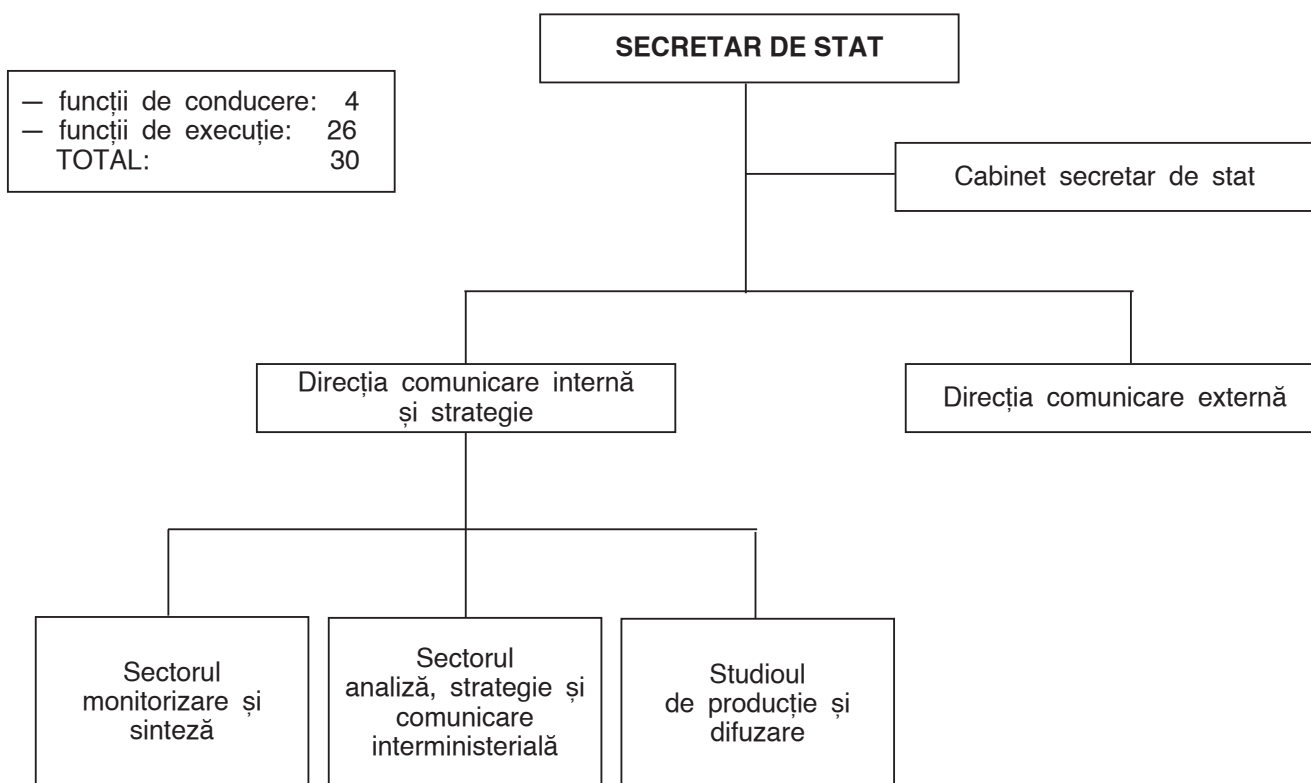 SECRETAR DE STAT
— funcții de conducere: 4
— funcții de execuție: 26
TOTAL: 30
Cabinet secretar de stat
Direcția comunicare internă
și strategie
Direcția comunicare externă
Sectorul
monitorizare și
sinteză
Sectorul
analiză, strategie și
comunicare
interministerială
Studioul
de producție și
difuzare